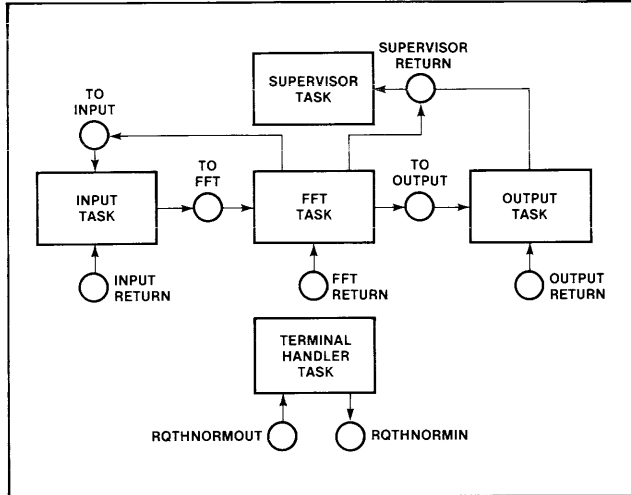 SUPERVISOR
RETURN
SUPERVISOR
TASK
TO
INPUT
TO
FFT
TO
OUTPUT
INPUT
TASK
FFT
TASK
OUTPUT
TASK
INPUT
RETURN
FFT
RETURN
OUTPUT
RETURN
TERMINAL
HANDLER
TASK
RQTHNORMOUT
RQTHNORMIN